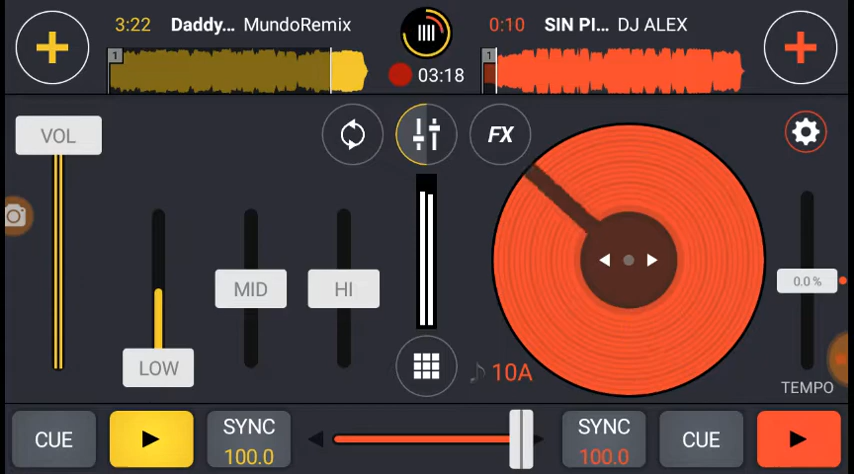 3:22 Daddy... MundoRemix
0:10 SIN PI... DJ ALEX
1
1
03:18
VOL
FX
MID
HI
0.0 %
LOW
10A
TEMPO
CUE
SYNC
100.0
SYNC
100.0
CUE